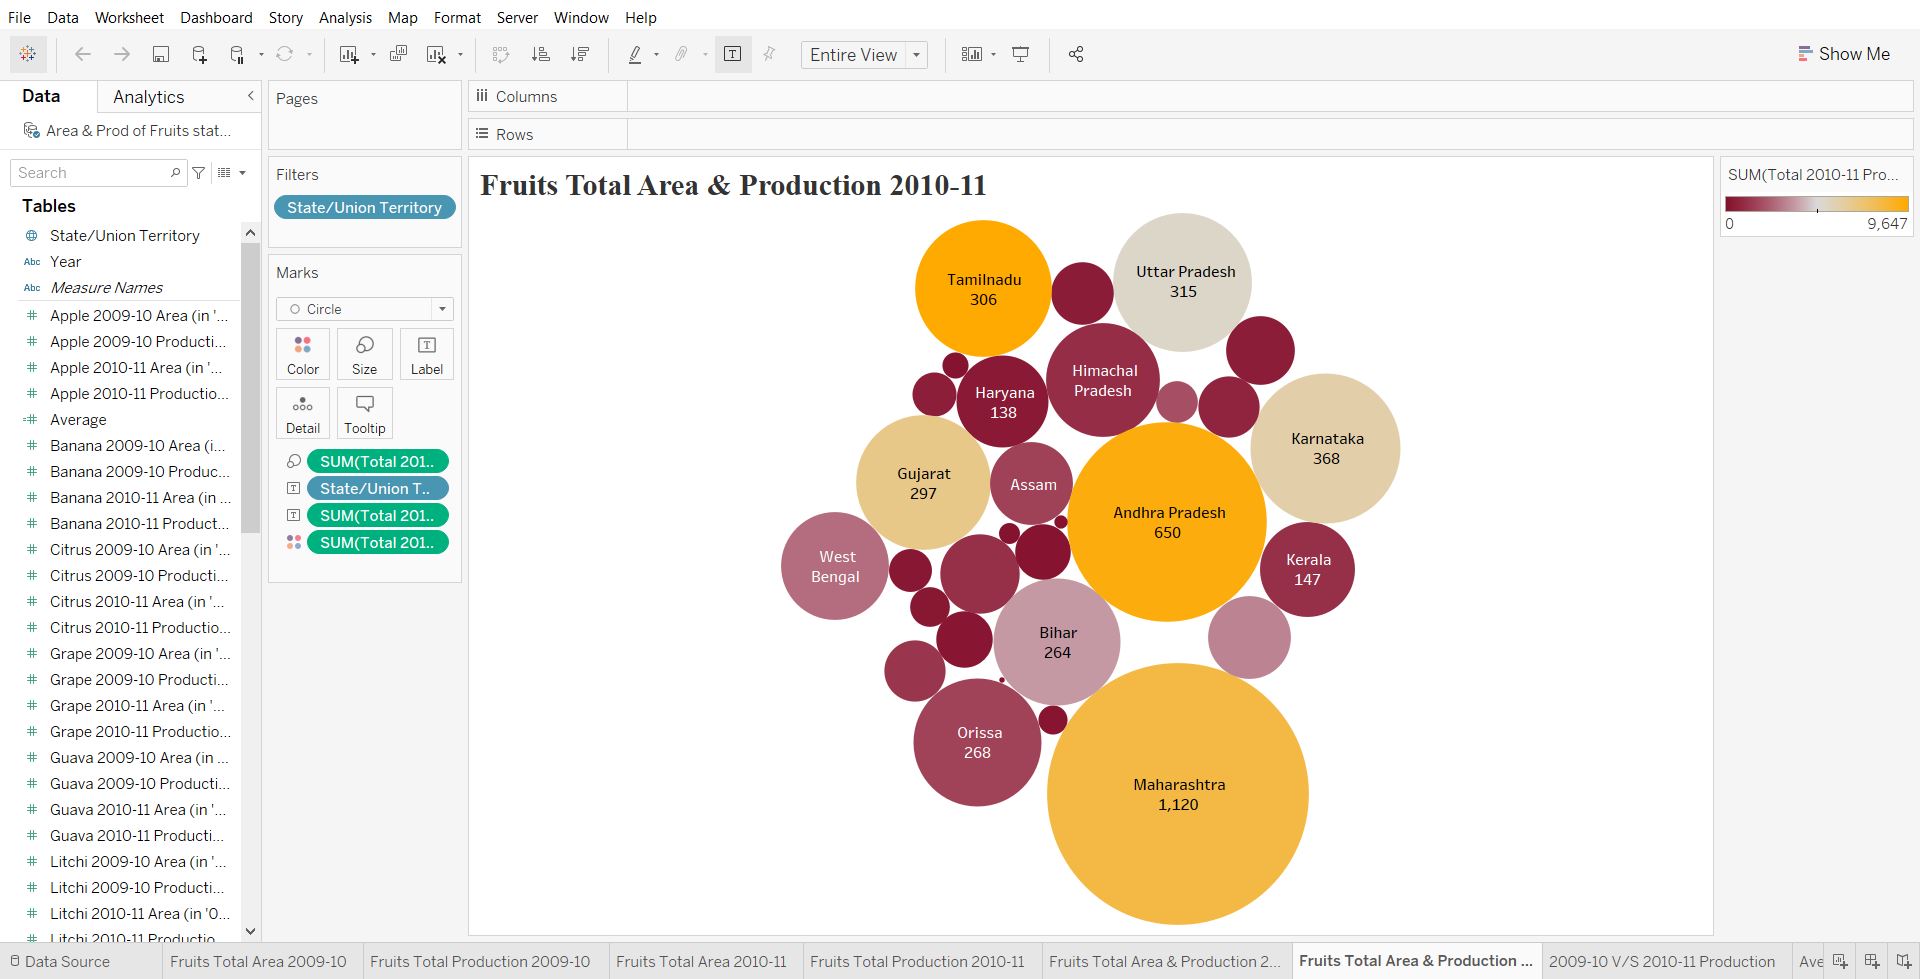 File Data Worksheet Dashboard Story Analysis Map Format Server Window Help
Entire View
Show Me
Data Analytics
Area & Prod of Fruits stat...
Search
Tables
State/Union Territory
Abc Year
Abc Measure Names
Apple 2009-10 Area (in '...
Apple 2009-10 Producti...
Apple 2010-11 Area (in '...
Apple 2010-11 Productio...
Average
Banana 2009-10 Area (i...
Banana 2009-10 Produc...
Banana 2010-11 Area (in ...
Banana 2010-11 Product...
Citrus 2009-10 Area (in '...
Citrus 2009-10 Producti...
Citrus 2010-11 Area (in '...
Citrus 2010-11 Productio...
Grape 2009-10 Area (in '...
Grape 2009-10 Producti...
Grape 2010-11 Area (in '...
Grape 2010-11 Productio...
Guava 2009-10 Area (in ...
Guava 2009-10 Producti...
Guava 2010-11 Area (in '...
Guava 2010-11 Producti...
Litchi 2009-10 Area (in '...
Litchi 2009-10 Producti...
Litchi 2010-11 Area (in '0...
Litchi 2010-11 Productio
Pages
Filters
State/Union Territory
Marks
Circle
Color Size Label
Detail Tooltip
SUM(Total 201..
State/Union T..
SUM(Total 201..
SUM(Total 201..
Columns
Rows
Fruits Total Area & Production 2010-11
Tamilnadu
306
Uttar Pradesh
315
Himachal
Pradesh
Haryana
138
Karnataka
368
Gujarat
297
Assam
Andhra Pradesh
650
West
Bengal
Kerala
147
Bihar
264
Orissa
268
Maharashtra
1,120
SUM(Total 2010-11 Pro...
0 9,647
Data Source Fruits Total Area 2009-10 Fruits Total Production 2009-10 Fruits Total Area 2010-11 Fruits Total Production 2010-11 Fruits Total Area & Production 2... Fruits Total Area & Production ... 2009-10 V/S 2010-11 Production Ave